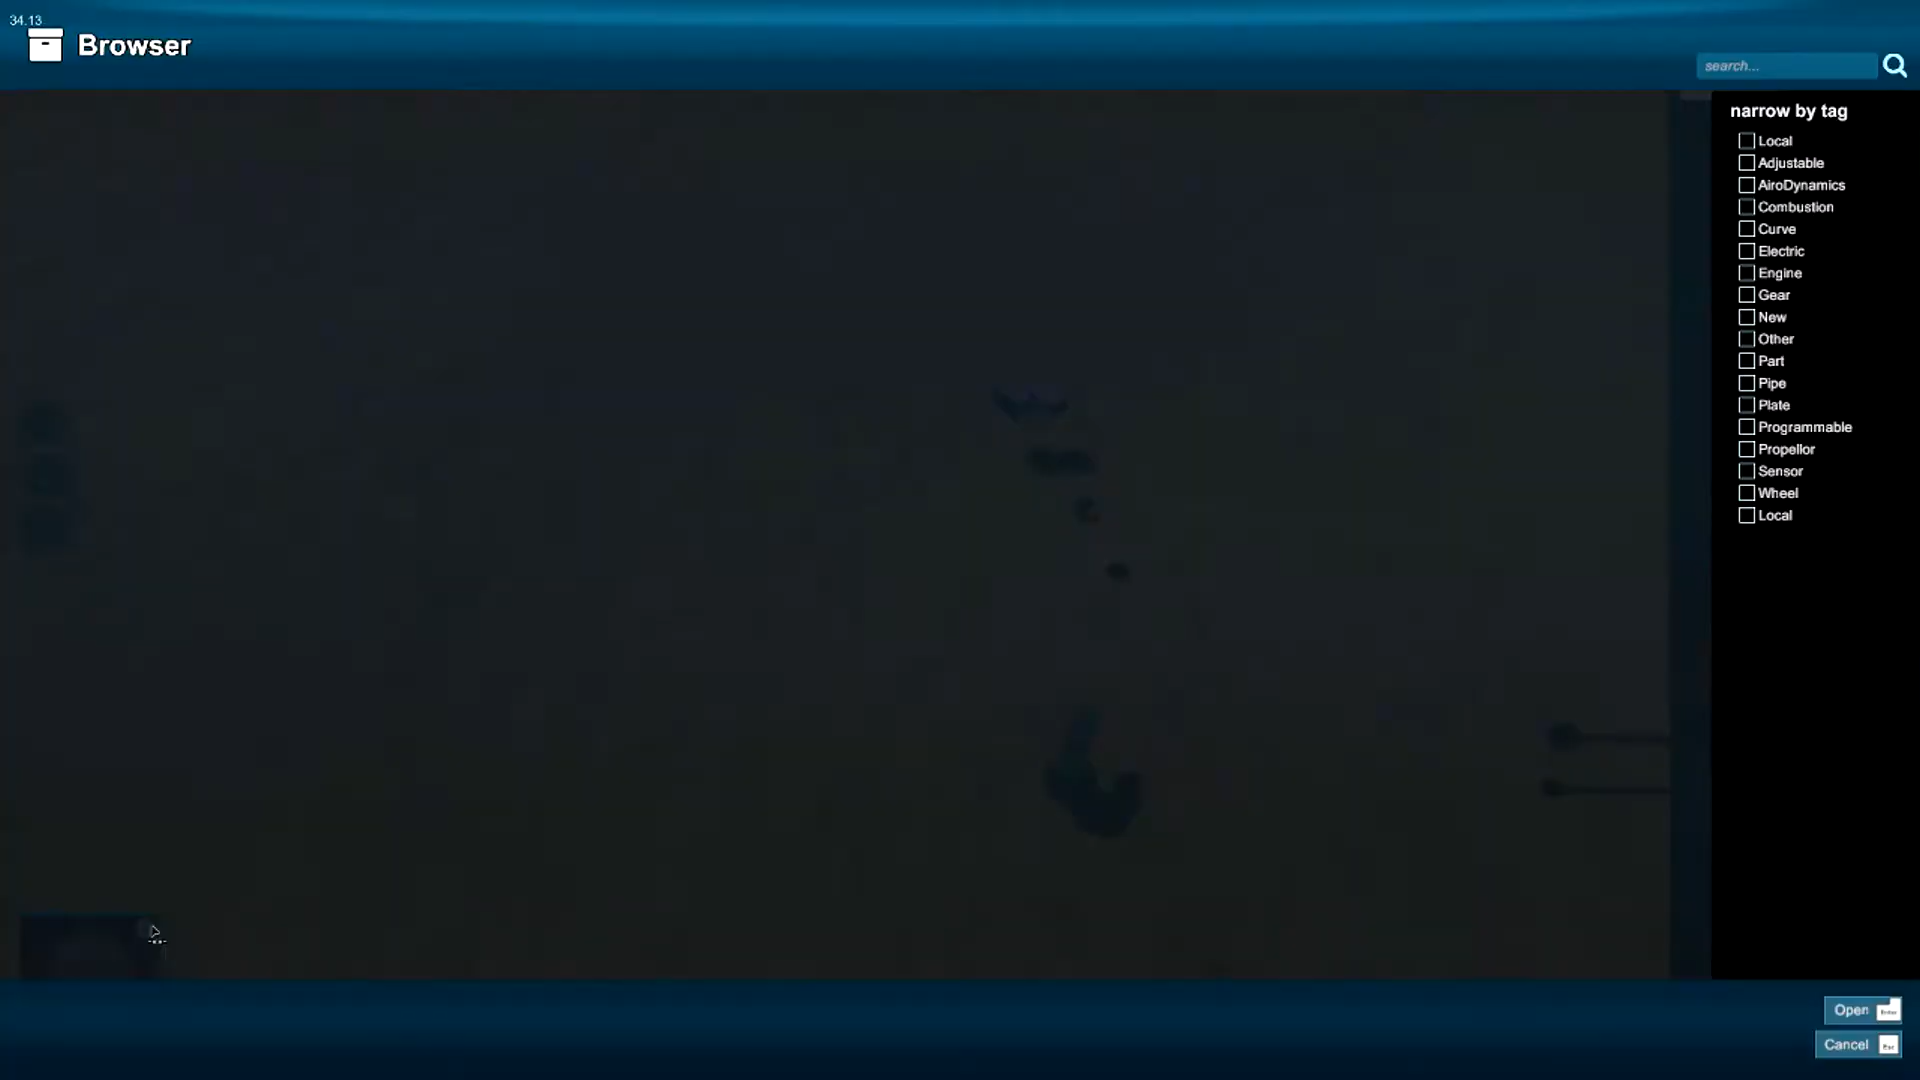 34.13
Browser
search...
narrow by tag
Local
Adjustable
AiroDynamics
Combustion
Curve
Electric
Engine
Gear
New
Other
Part
Pipe
Plate
Programmable
Propellor
Sensor
Wheel
Local
Open
Cancel